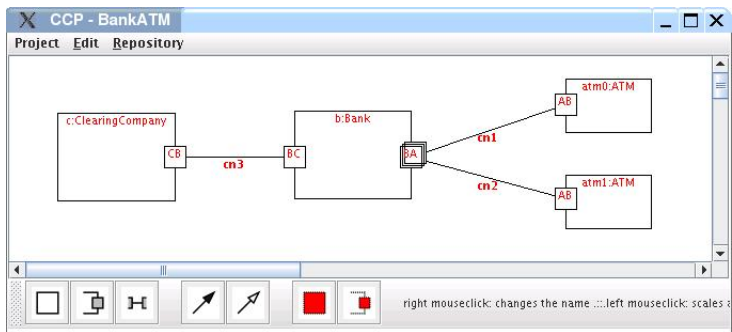 CCP - BankATM
Project Edit Repository
atm0:ATM
AB
c:ClearingCompany
b:Bank
cn1
CB
cn3
BC
BA
cn2
atm1:ATM
AB
right mouseclick: changes the name .::.left mouseclick: scales a